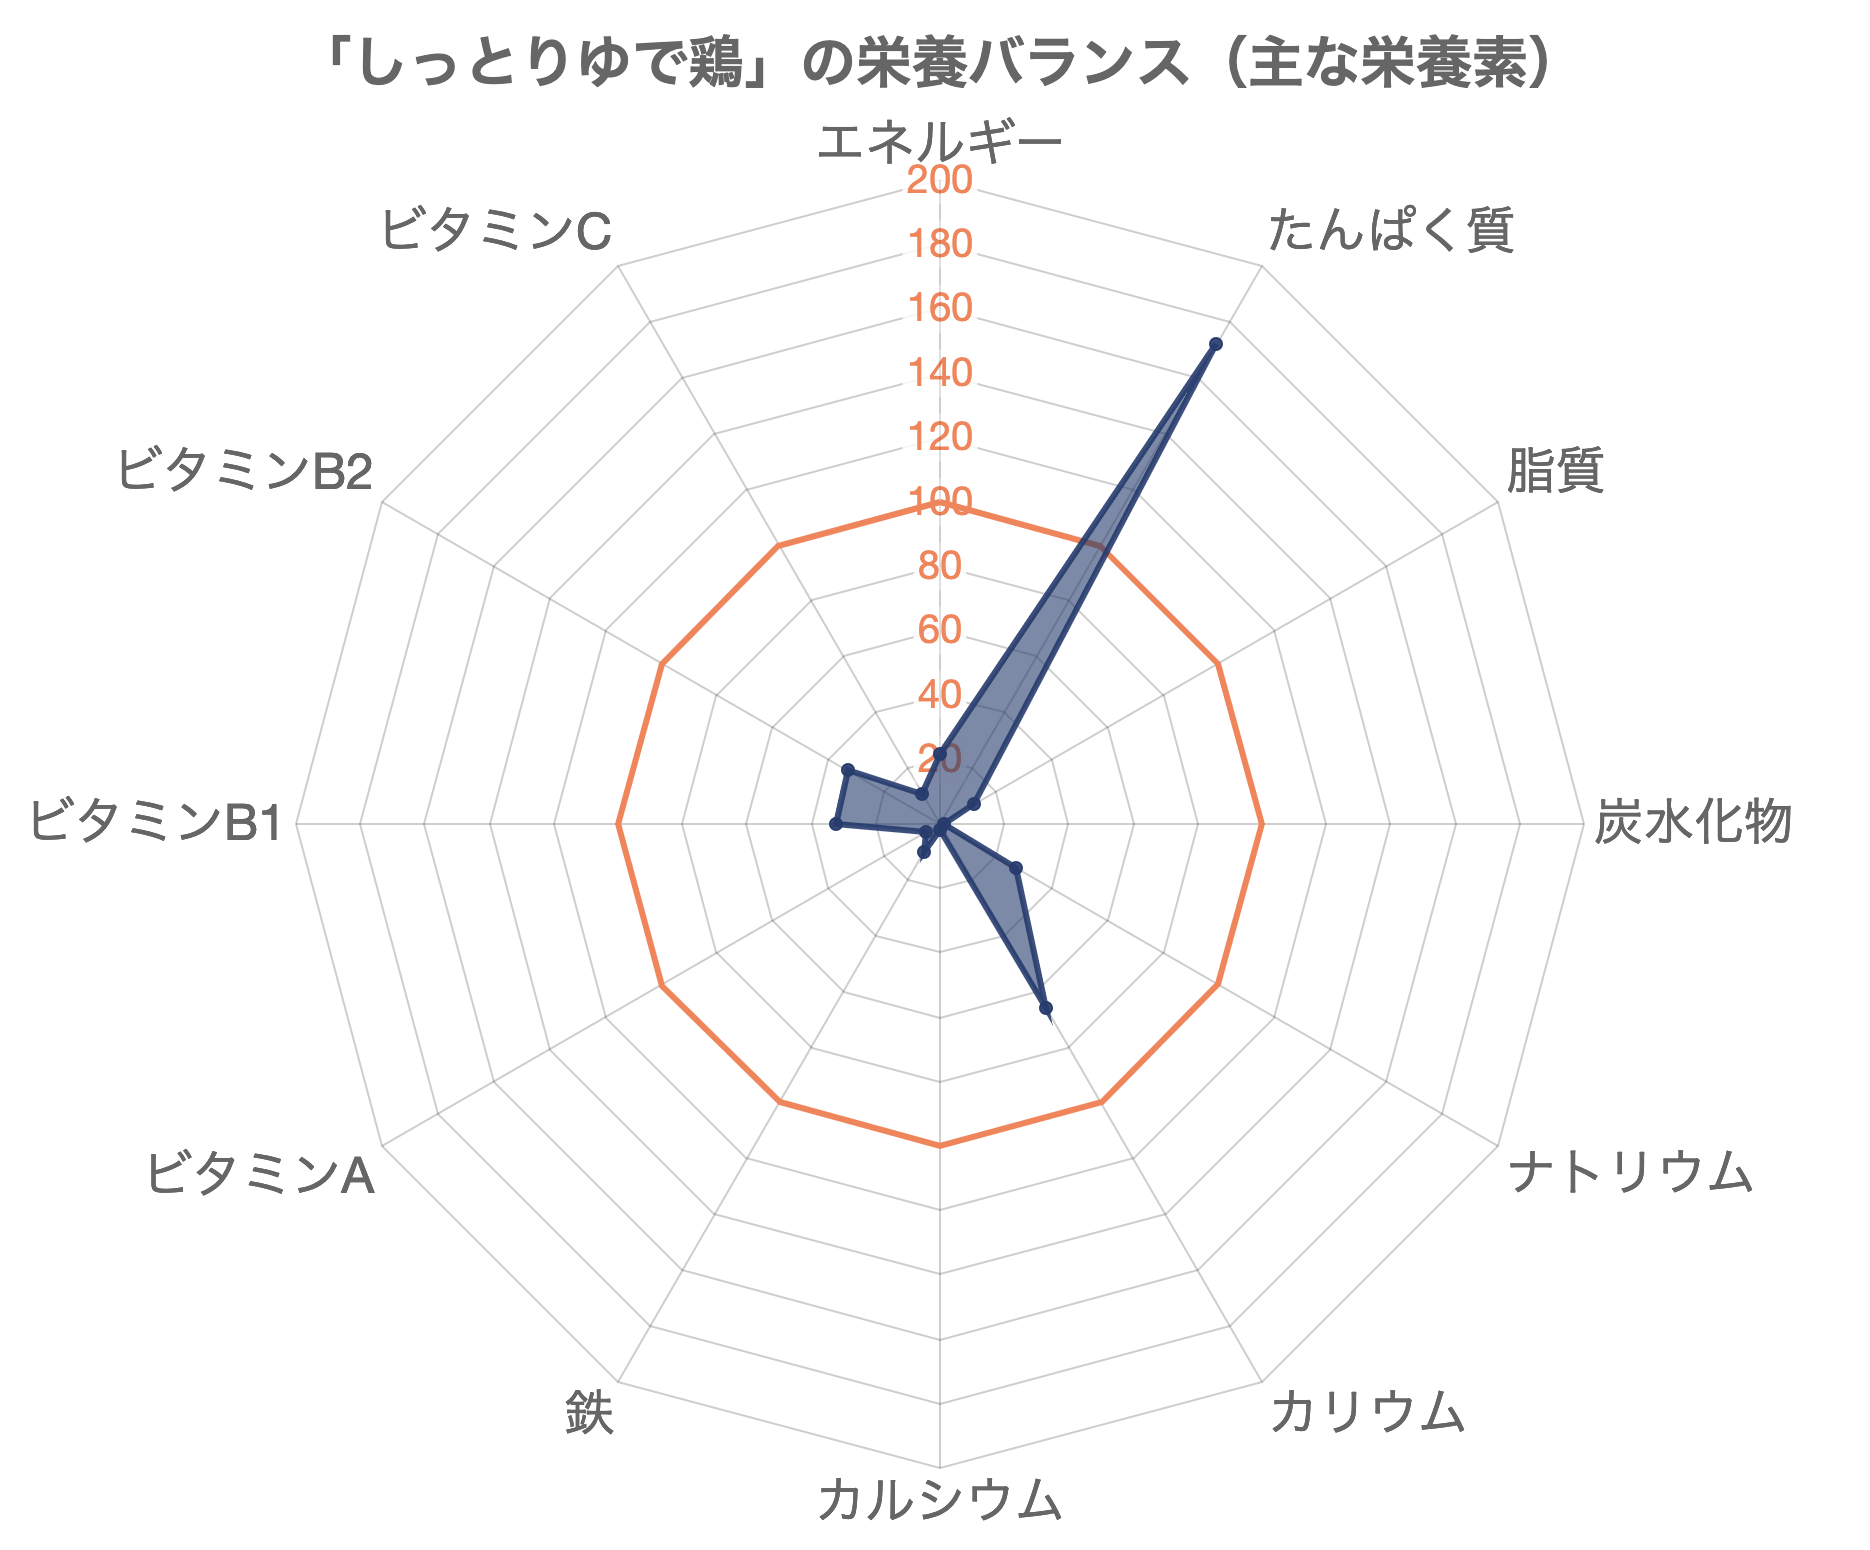 「しっとりゆで鶏」の栄養バランス（主な栄養素）
エネルギー
たんぱく質
脂質
炭水化物
ナトリウム
カリウム
カルシウム
鉄
ビタミンA
ビタミンB1
ビタミンB2
ビタミンC
200
180
160
140
120
100
80
60
40
20